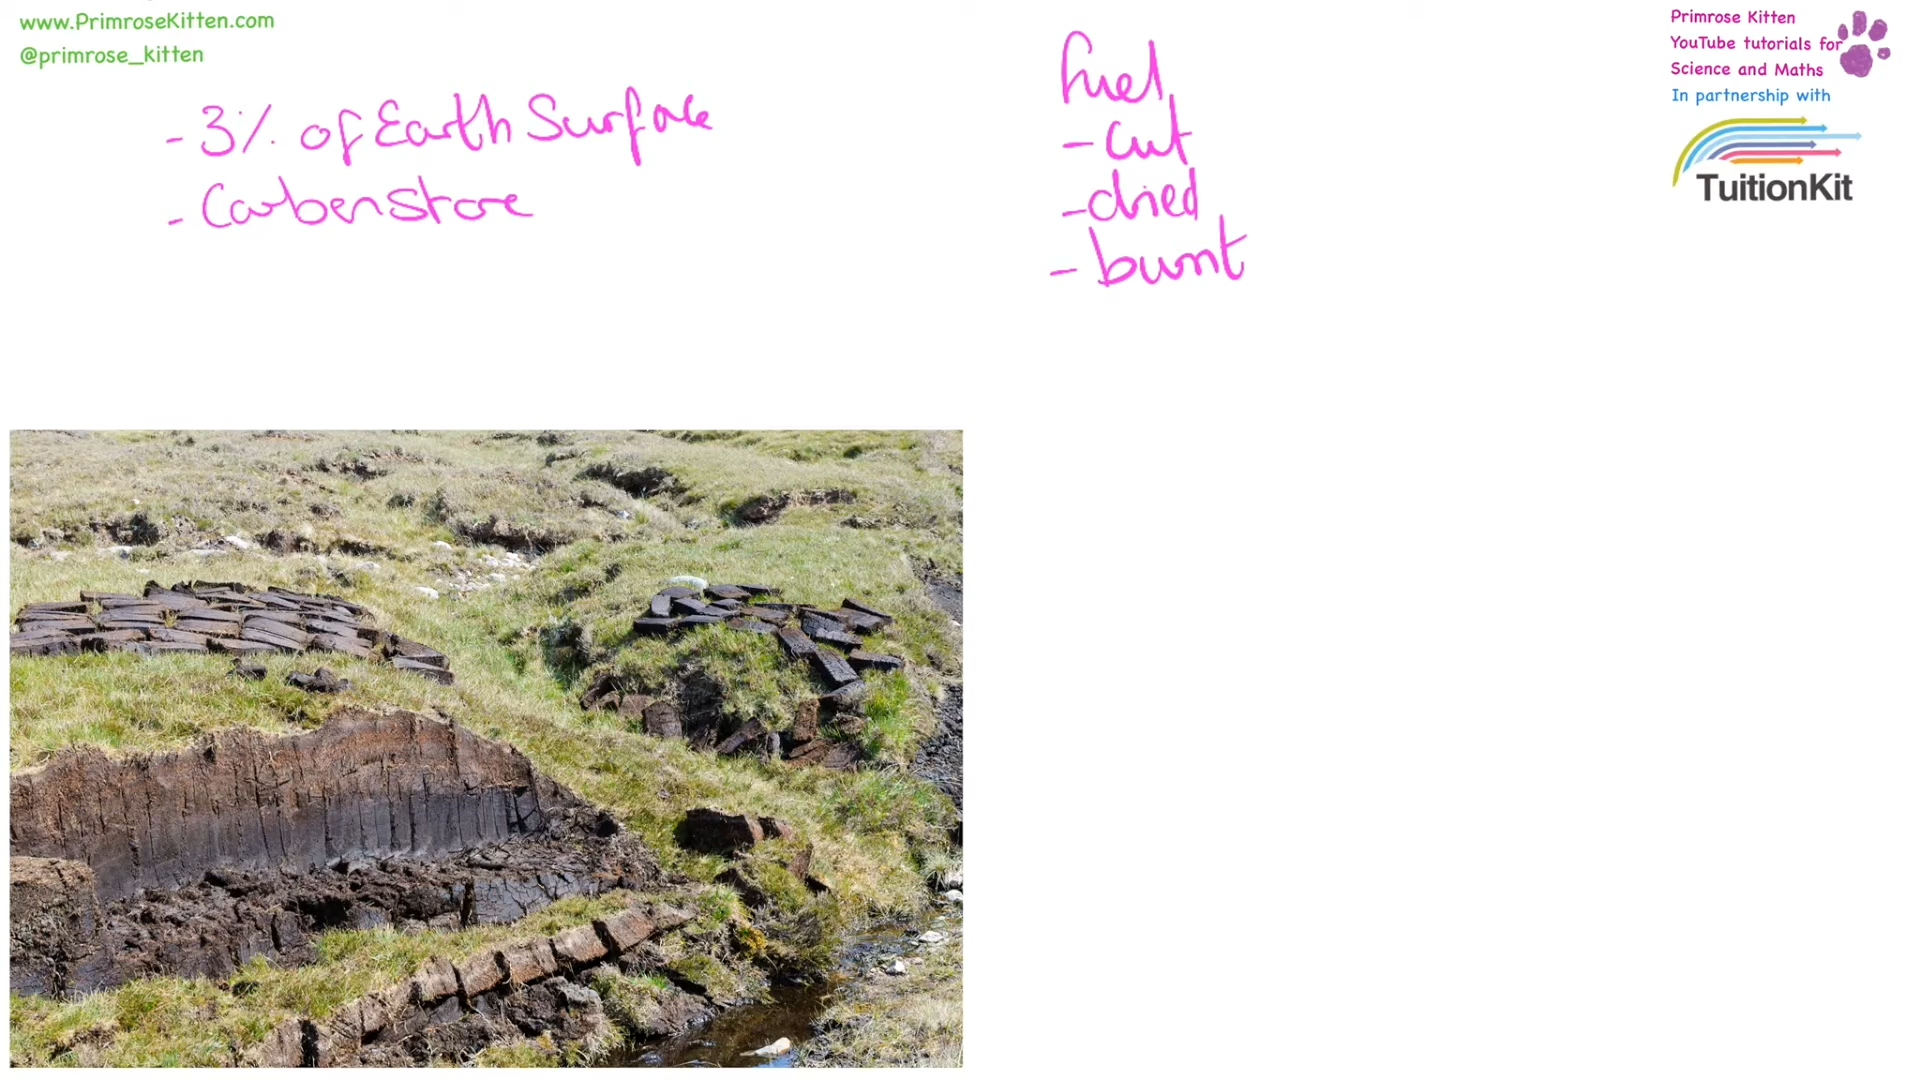 www.PrimroseKitten.com
@primrose_kitten
- 3% of Earth Surface
- Carbon Store
Fuel
- cut
- dried
- burnt
Primrose Kitten
YouTube tutorials for
Science and Maths
In partnership with
TuitionKit